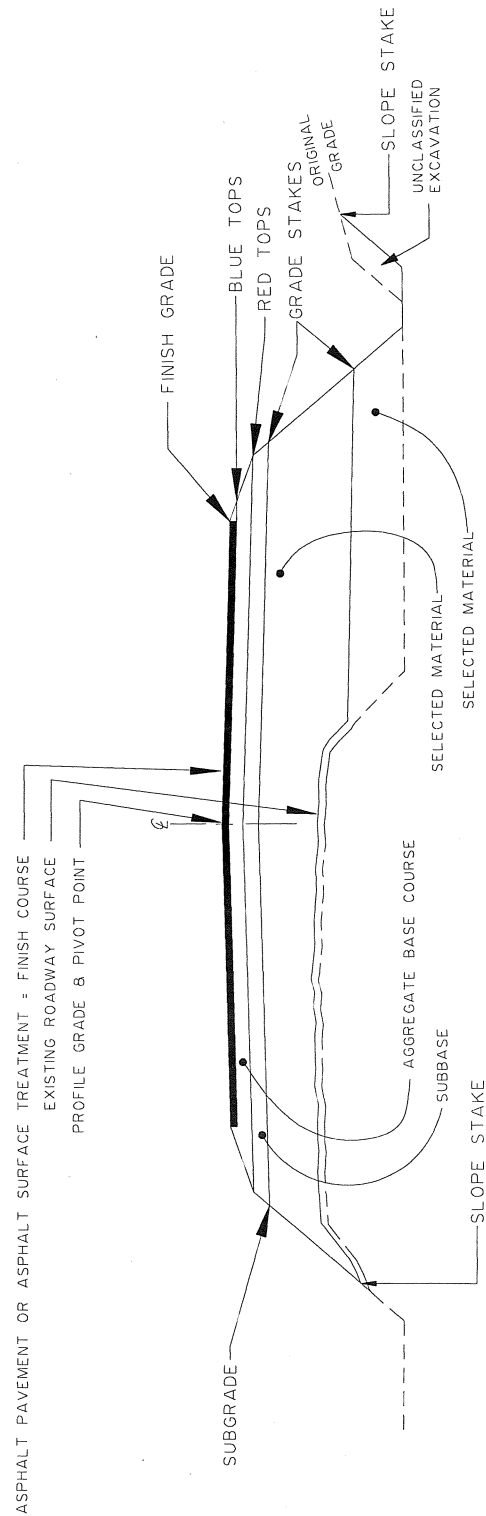 ASPHALT PAVEMENT OR ASPHALT SURFACE TREATMENT = FINISH COURSE
EXISTING ROADWAY SURFACE
PROFILE GRADE & PIVOT POINT
℄
FINISH GRADE
BLUE TOPS
RED TOPS
GRADE STAKES
ORIGINAL
GRADE
SLOPE STAKE
UNCLASSIFIED
EXCAVATION
SUBGRADE
AGGREGATE BASE COURSE
SUBBASE
SLOPE STAKE
SELECTED MATERIAL
SELECTED MATERIAL